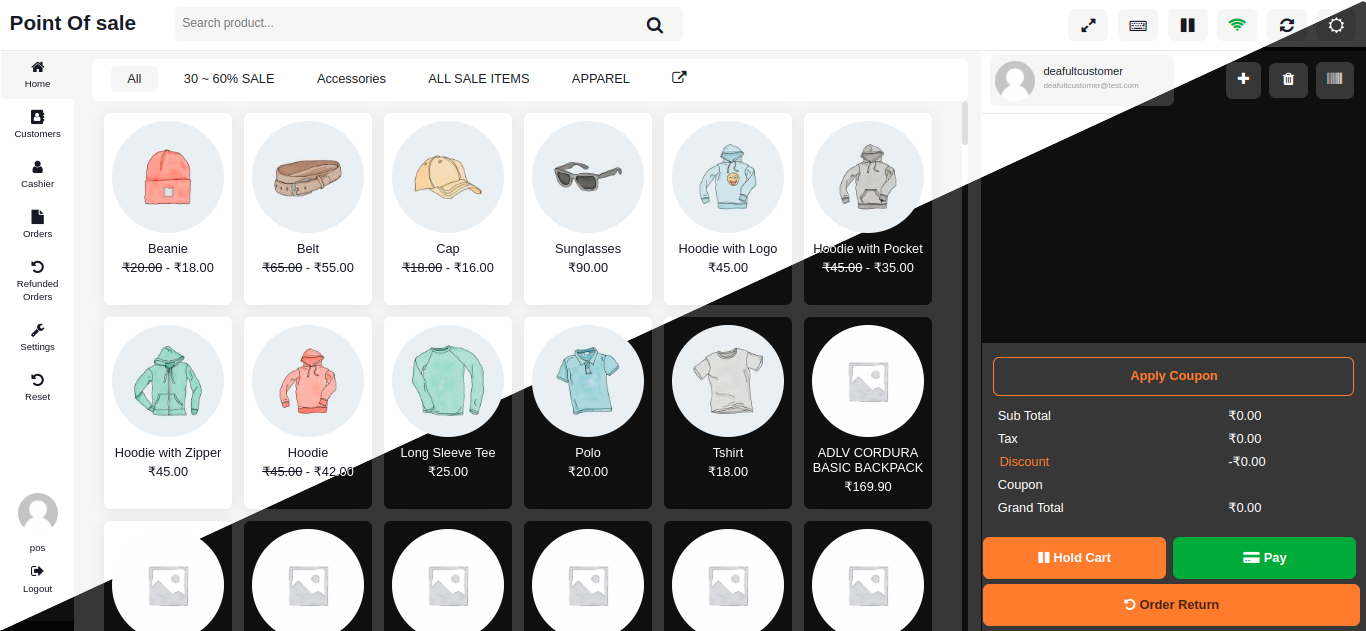 Point Of sale
Search product...
Home
Customers
Cashier
Orders
Refunded
Orders
Settings
Reset
pos
Logout
All
30 ~ 60% SALE
Accessories
ALL SALE ITEMS
APPAREL
Beanie
₹20.00 - ₹18.00
Belt
₹65.00 - ₹55.00
Cap
₹18.00 - ₹16.00
Sunglasses
₹90.00
Hoodie with Logo
₹45.00
Hoodie with Pocket
₹45.00 - ₹35.00
Hoodie with Zipper
₹45.00
Hoodie
₹45.00 - ₹42.00
Long Sleeve Tee
₹25.00
Polo
₹20.00
Tshirt
₹18.00
ADLV CORDURA
BASIC BACKPACK
₹169.90
deafultcustomer
deafultcustomer@test.com
Apply Coupon
Sub Total ₹0.00
Tax ₹0.00
Discount -₹0.00
Coupon
Grand Total ₹0.00
Hold Cart
Pay
Order Return